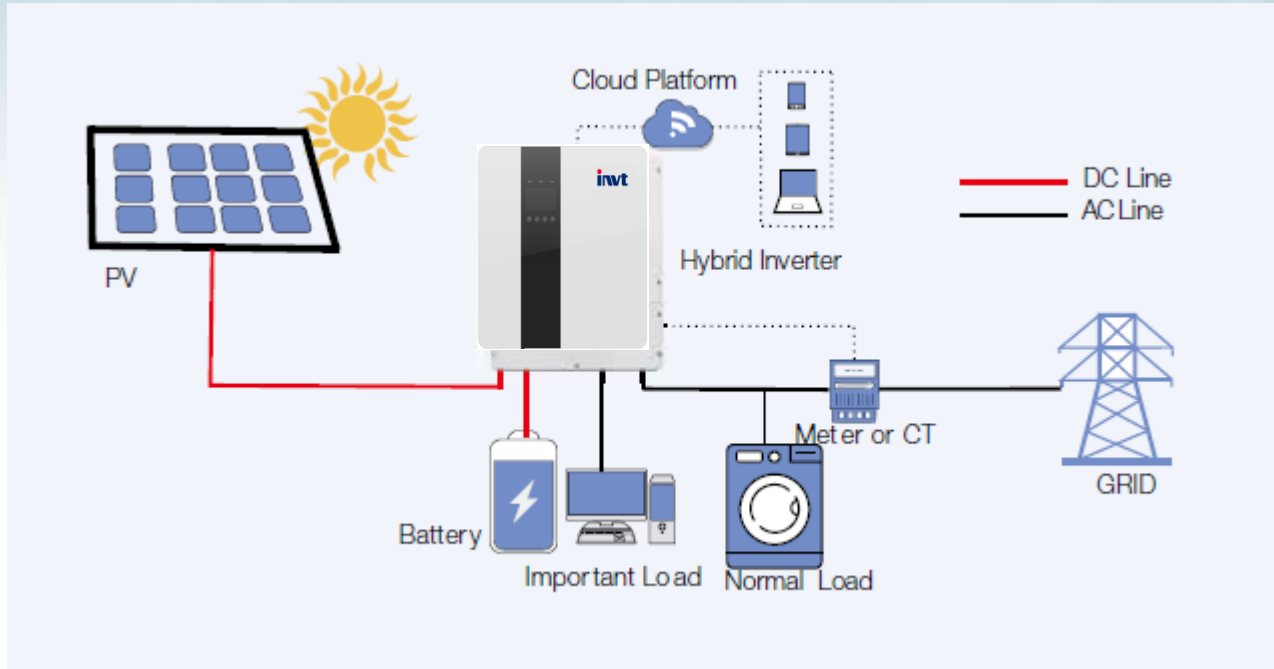 Cloud Platform
invt
DC Line
AC Line
PV
Hybrid Inverter
Meter or CT
GRID
Battery
Important Load
Normal Load